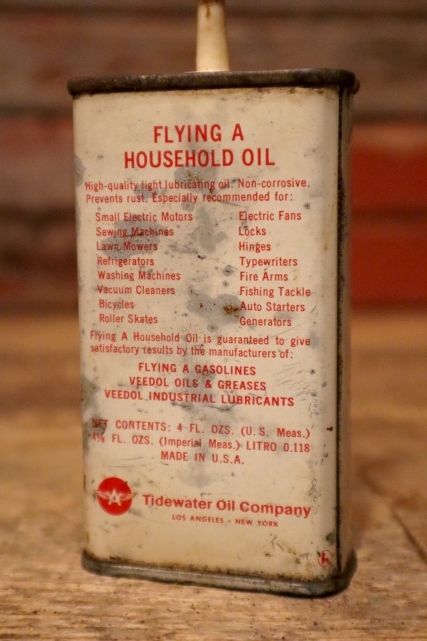 FLYING A
HOUSEHOLD OIL
High-quality light lubricating oil. Non-corrosive.
Prevents rust. Especially recommended for:
Small Electric Motors Electric Fans
Sewing Machines Locks
Lawn Mowers Hinges
Refrigerators Typewriters
Washing Machines Fire Arms
Vacuum Cleaners Fishing Tackle
Bicycles Auto Starters
Roller Skates Generators
Flying A Household Oil is guaranteed to give
satisfactory results by the manufacturers of:
FLYING A GASOLINES
VEEDOL OILS & GREASES
VEEDOL INDUSTRIAL LUBRICANTS
NET CONTENTS: 4 FL. OZS. (U.S. Meas.)
FL. OZS. (Imperial Meas.) LITRO 0.118
MADE IN U.S.A.
A
Tidewater Oil Company
LOS ANGELES • NEW YORK